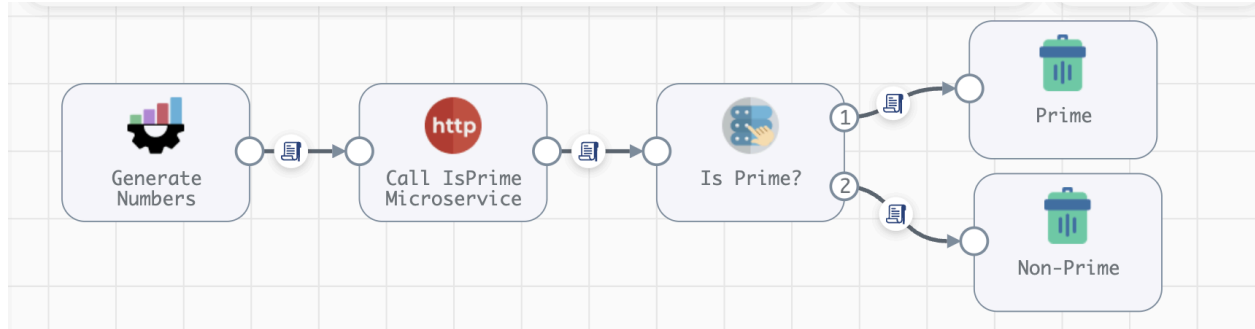 Generate
Numbers
http
Call IsPrime
Microservice
Is Prime?
1
2
Prime
Non-Prime